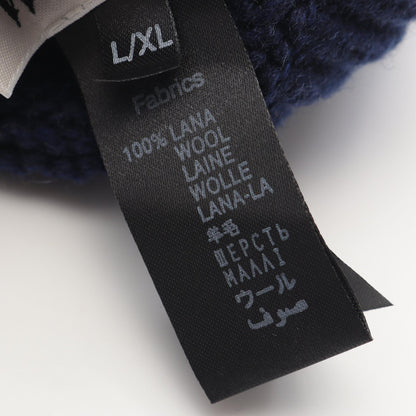 L/XL
Fabrics
100% LANA
WOOL
LAINE
WOLLE
LANA-LA
羊毛
ШЕРСТЬ
ΜΑΛΛΙ
ウール
صوف